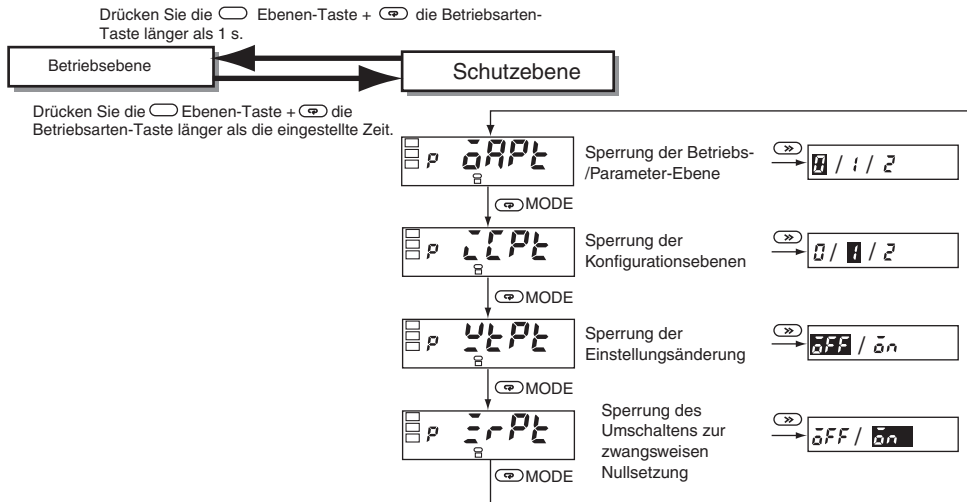 Drücken Sie die Ebenen-Taste + die Betriebsarten-
Taste länger als 1 s.
Betriebsebene
Schutzebene
Drücken Sie die Ebenen-Taste + die
Betriebsarten-Taste länger als die eingestellte Zeit.
p oAPt
Sperrung der Betriebs-
/Parameter-Ebene
0 / 1 / 2
MODE
p iCPt
Sperrung der
Konfigurationsebenen
0 / 1 / 2
MODE
p WtPt
Sperrung der
Einstellungsänderung
oFF / on
MODE
p ZrPt
Sperrung des
Umschaltens zur
zwangsweisen
Nullsetzung
oFF / on
MODE